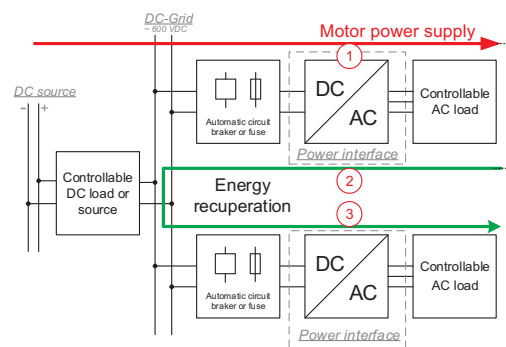 DC-Grid
~ 600 VDC
Motor power supply
1
DC source
- +
DC
AC
Automatic circuit
braker or fuse
Controllable
AC load
Power interface
Controllable
DC load or
source
Energy
recuperation
2
3
DC
AC
Automatic circuit
braker or fuse
Controllable
AC load
Power interface